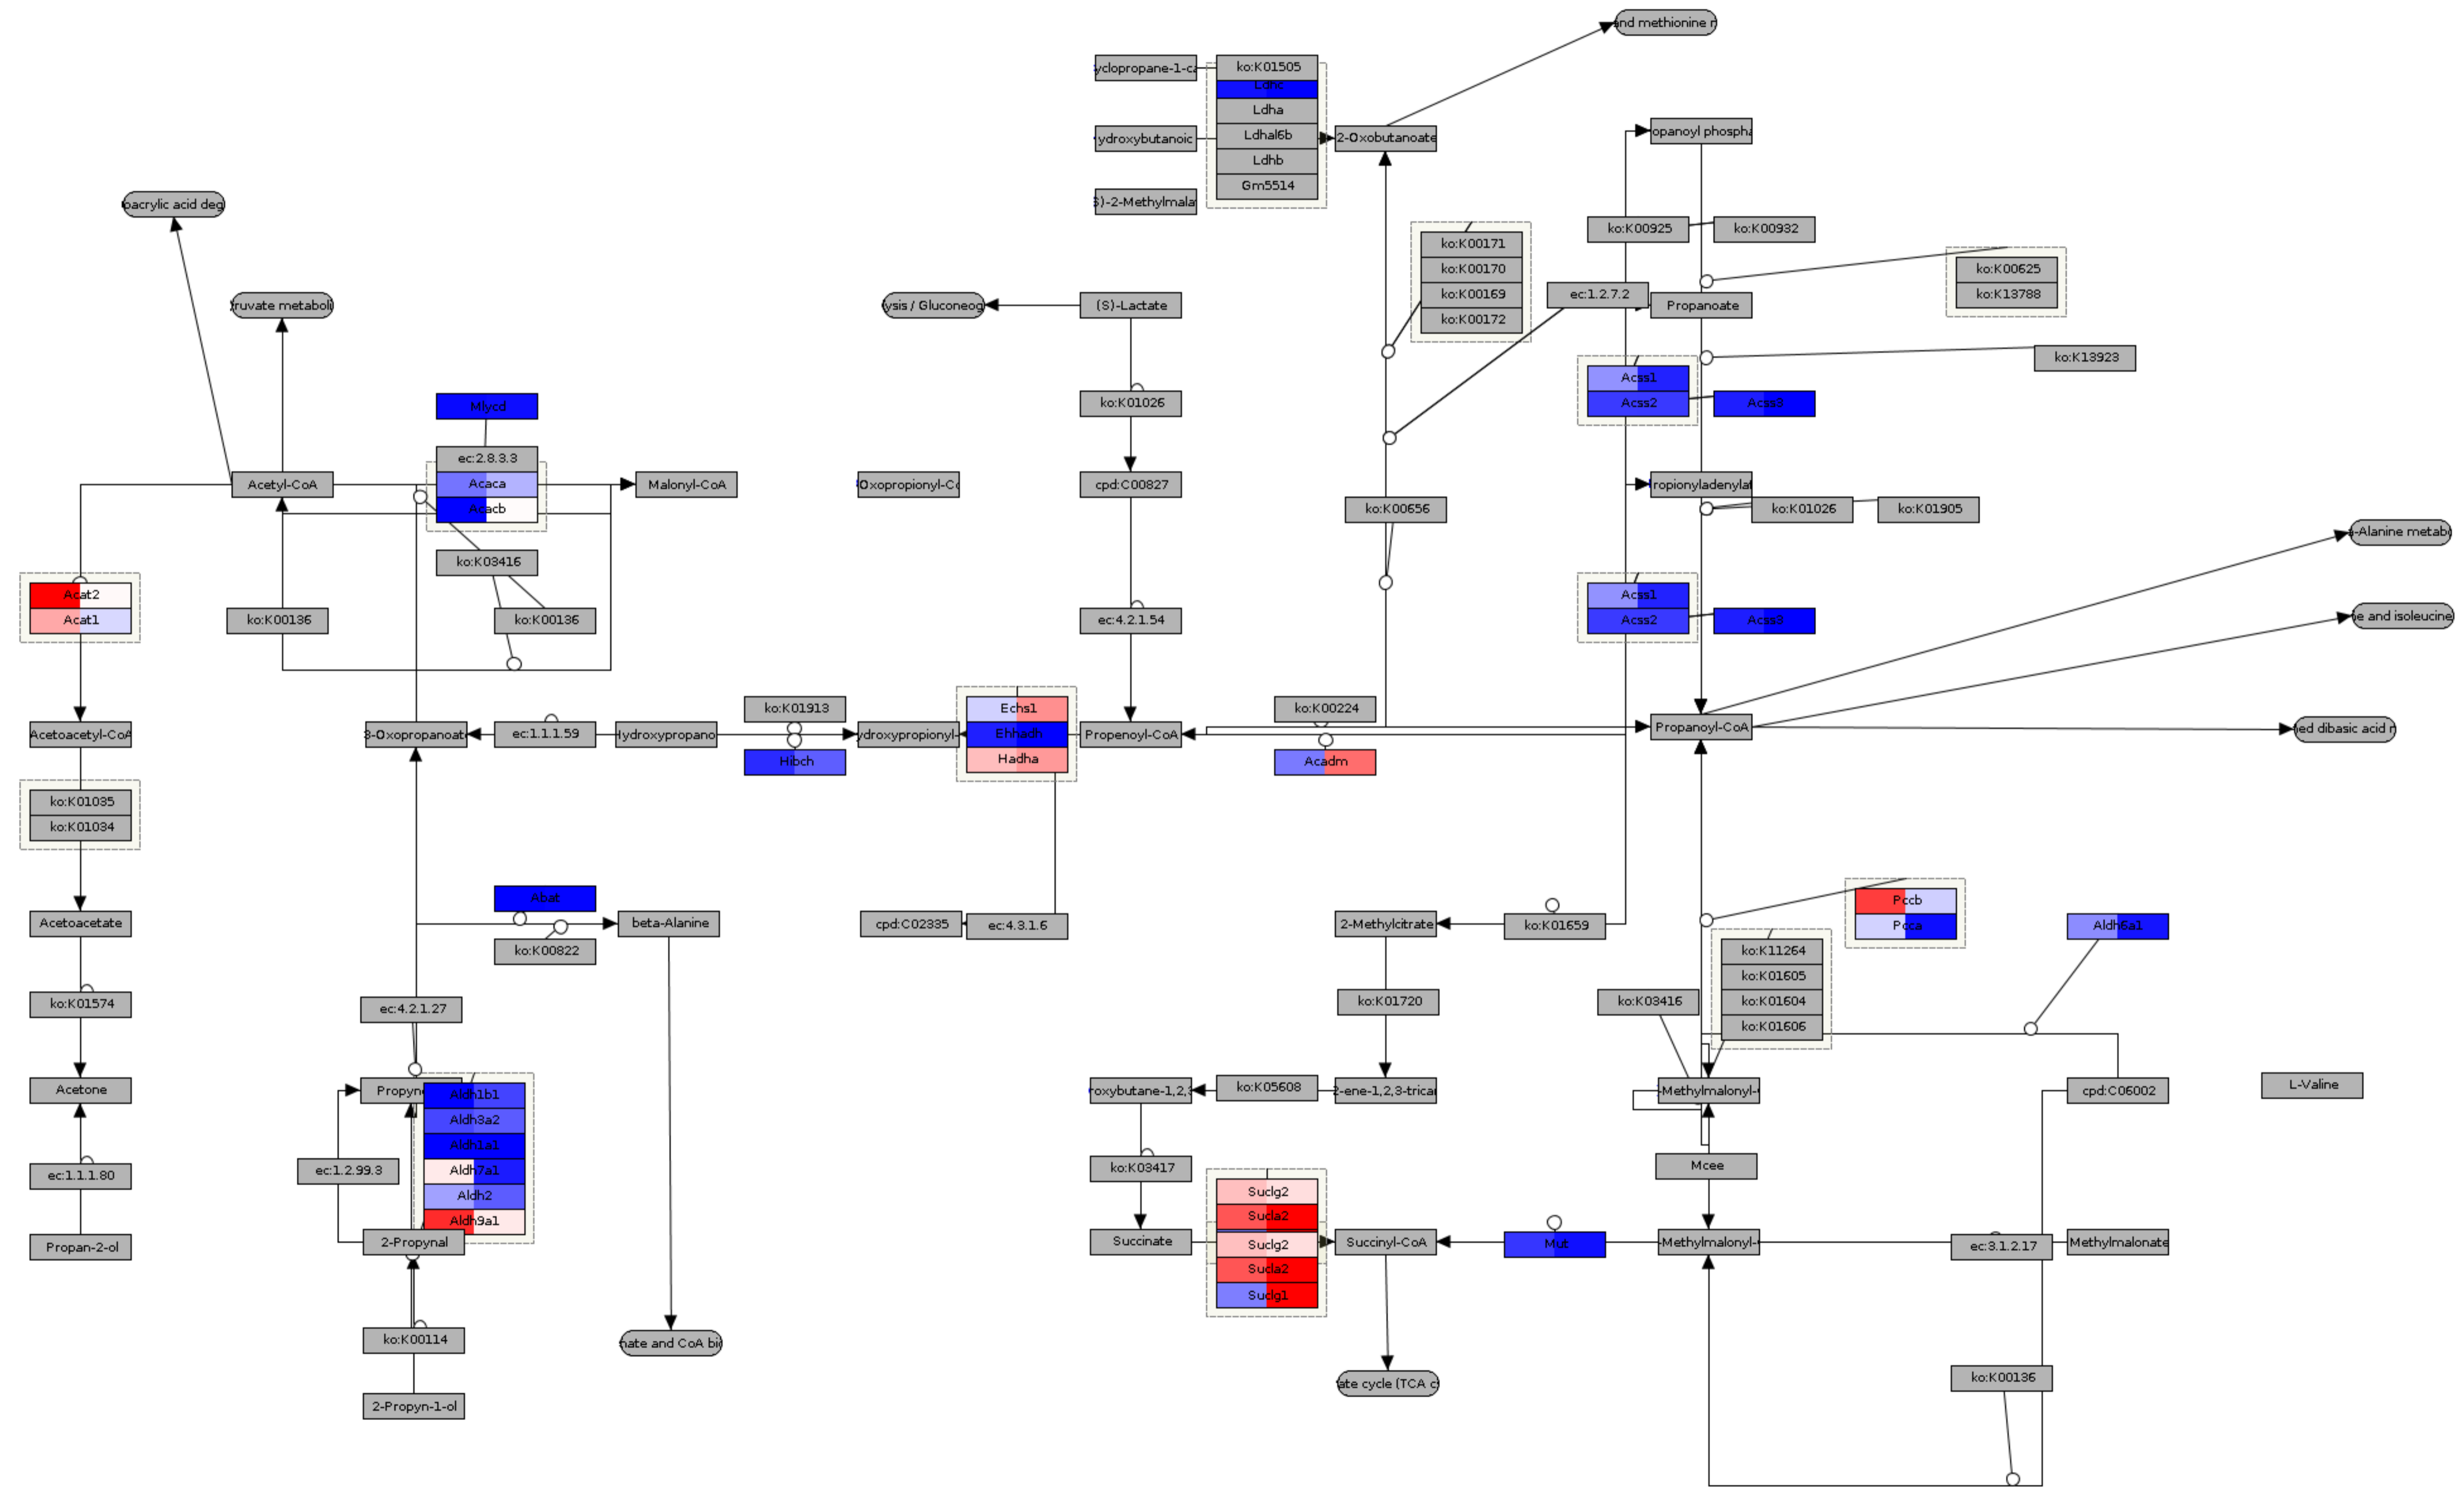 and methionine r
yclopropane-1-ca
ko:K01505
Ldhc
Ldha
ydroxybutanoic
Ldhal6b
2-Oxobutanoate
opanoyl phospha
Ldhb
Gm5514
S)-2-Methylmala
oacrylic acid deg
ko:K00925
ko:K00932
ko:K00171
ko:K00170
ko:K00169
ko:K00172
ko:K00625
ko:K13788
ruvate metaboli
lysis / Gluconeog
(S)-Lactate
ec:1.2.7.2
Propanoate
ko:K13923
Mlycd
ko:K01026
Acss1
Acss2
Acss3
ec:2.8.3.3
Acaca
Acacb
Acetyl-CoA
Malonyl-CoA
Oxopropionyl-Co
cpd:C00827
ropionyladenylat
ko:K00656
ko:K01026
ko:K01905
a-Alanine metabo
ko:K03416
Acat2
Acat1
ko:K00136
ko:K00136
ec:4.2.1.54
Acss1
Acss2
Acss3
ne and isoleucine
ko:K01913
Echs1
Ehhadh
Hadha
ko:K00224
Acetoacetyl-CoA
3-Oxopropanoate
ec:1.1.1.59
Hydroxypropano
ydroxypropionyl-
Propenoyl-CoA
Propanoyl-CoA
ed dibasic acid r
Hibch
Acadm
ko:K01035
ko:K01034
Abat
Pccb
Pcca
Aldh6a1
Acetoacetate
beta-Alanine
cpd:C02335
ec:4.3.1.6
2-Methylcitrate
ko:K01659
ko:K00822
ko:K11264
ko:K01605
ko:K01604
ko:K01606
ko:K01574
ec:4.2.1.27
ko:K01720
ko:K03416
Acetone
Propyn
Aldh1b1
Aldh3a2
Aldh1a1
Aldh7a1
Aldh2
Aldh9a1
roxybutane-1,2,3
ko:K05608
2-ene-1,2,3-tricar
-Methylmalonyl-
cpd:C06002
L-Valine
ec:1.1.1.80
ec:1.2.99.3
ko:K03417
Mcee
Suclg2
Sucla2
Suclg2
Sucla2
Suclg1
Propan-2-ol
2-Propynal
Succinate
Succinyl-CoA
Mut
-Methylmalonyl-
ec:3.1.2.17
Methylmalonate
ko:K00114
nate and CoA bi
ate cycle (TCA c
ko:K00136
2-Propyn-1-ol